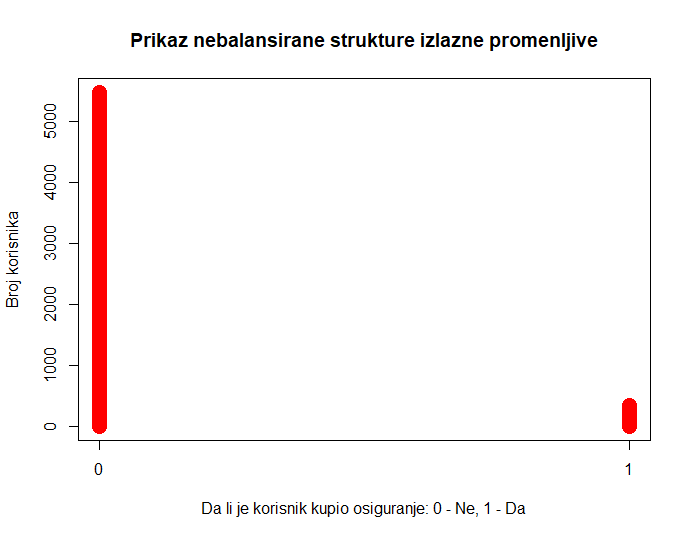 Prikaz nebalansirane strukture izlazne promenljive
Broj korisnika
5000
4000
3000
2000
1000
0
0 1
Da li je korisnik kupio osiguranje: 0 - Ne, 1 - Da